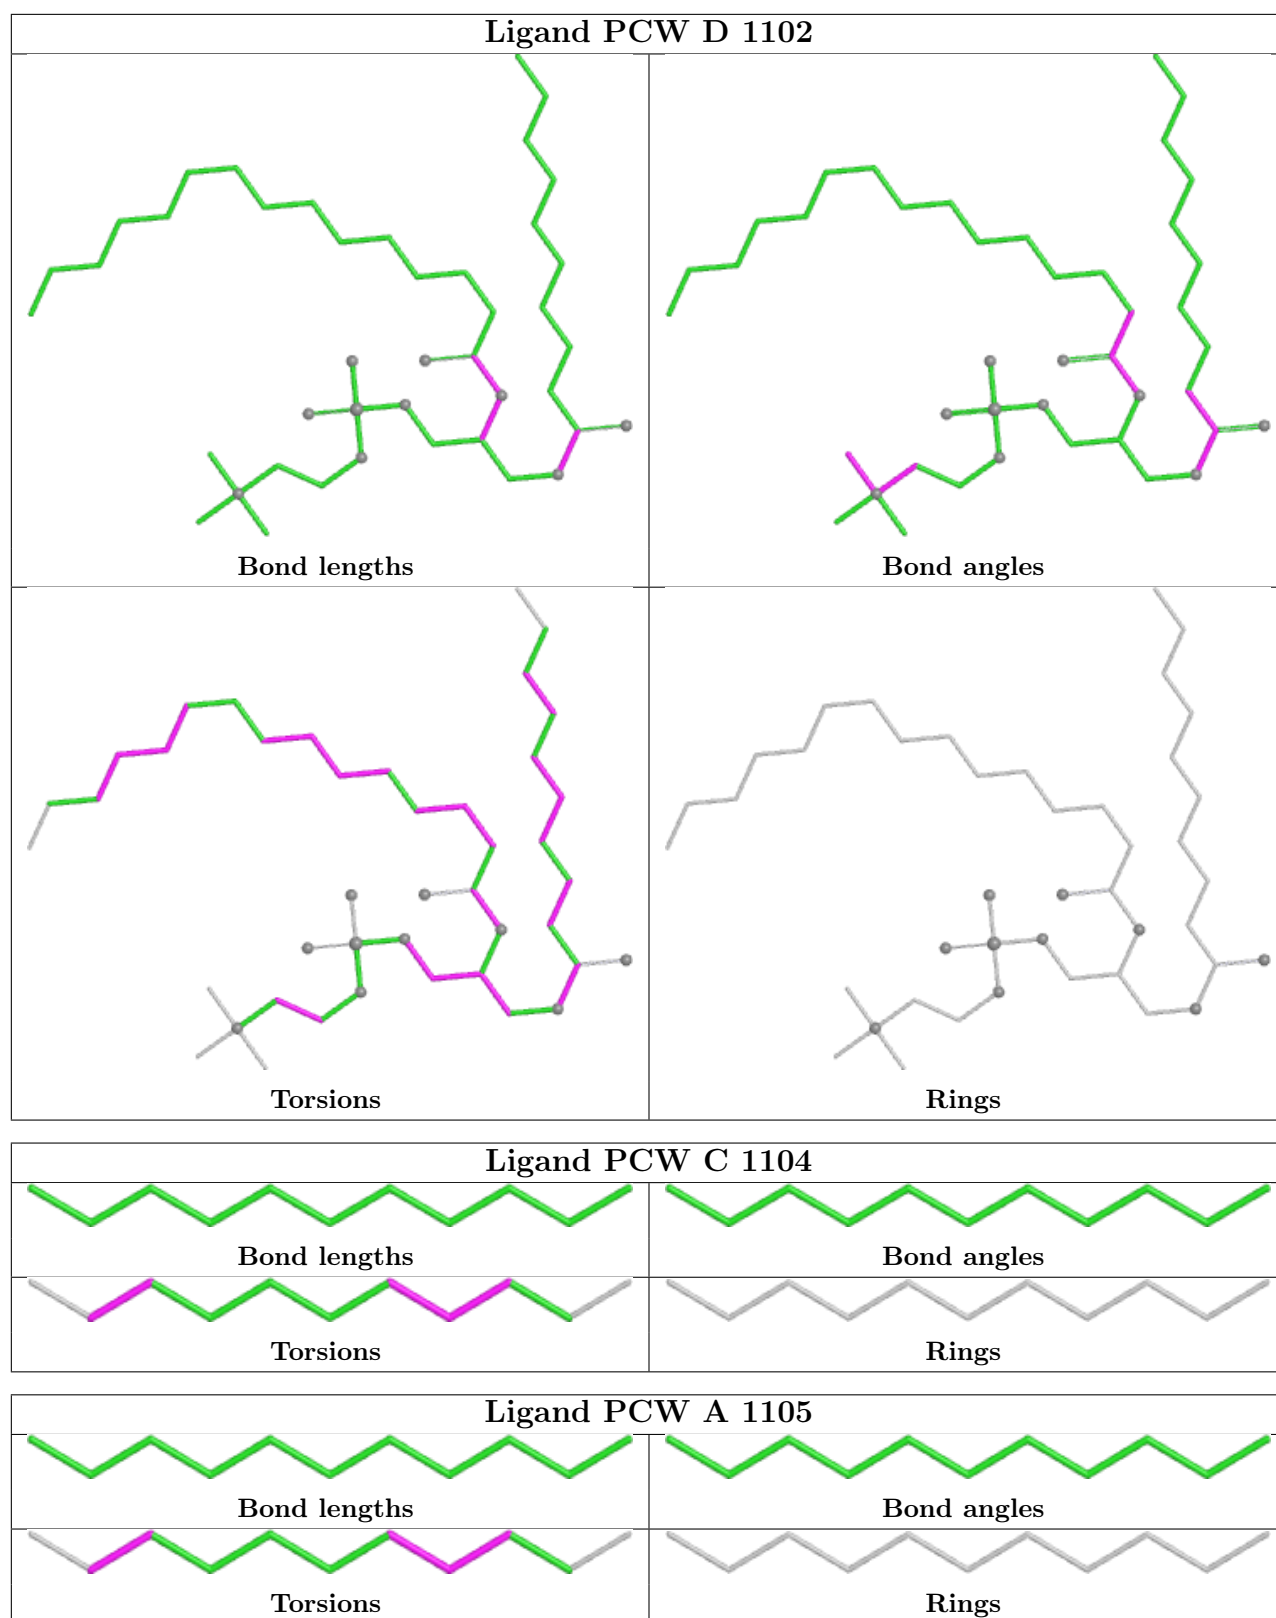 Ligand PCW D 1102
Bond lengths
Bond angles
Torsions
Rings
Ligand PCW C 1104
Bond lengths
Bond angles
Torsions
Rings
Ligand PCW A 1105
Bond lengths
Bond angles
Torsions
Rings